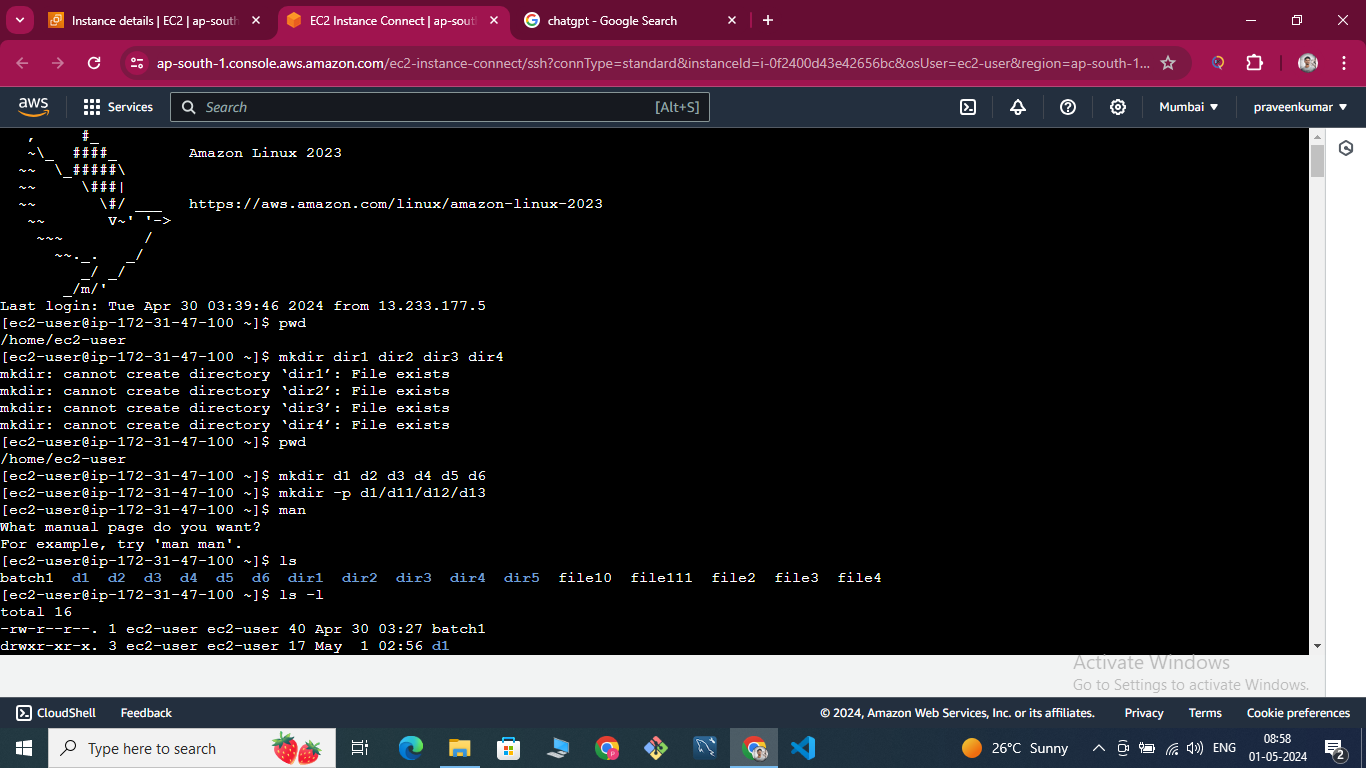 Instance details | EC2 | ap-south
EC2 Instance Connect | ap-sout
chatgpt - Google Search
ap-south-1.console.aws.amazon.com/ec2-instance-connect/ssh?connType=standard&instanceId=i-0f2400d43e42656bc&osUser=ec2-user&region=ap-south-1...
aws
Services
Search
[Alt+S]
Mumbai
praveenkumar
   ,     #_
   ~\_  ####_        Amazon Linux 2023
  ~~  \_#####\
  ~~     \###|
  ~~       \#/ ___   https://aws.amazon.com/linux/amazon-linux-2023
   ~~       V~' '->
    ~~~         /
      ~~._.   _/
         _/ _/
       _/m/'
Last login: Tue Apr 30 03:39:46 2024 from 13.233.177.5
[ec2-user@ip-172-31-47-100 ~]$ pwd
/home/ec2-user
[ec2-user@ip-172-31-47-100 ~]$ mkdir dir1 dir2 dir3 dir4
mkdir: cannot create directory ‘dir1’: File exists
mkdir: cannot create directory ‘dir2’: File exists
mkdir: cannot create directory ‘dir3’: File exists
mkdir: cannot create directory ‘dir4’: File exists
[ec2-user@ip-172-31-47-100 ~]$ pwd
/home/ec2-user
[ec2-user@ip-172-31-47-100 ~]$ mkdir d1 d2 d3 d4 d5 d6
[ec2-user@ip-172-31-47-100 ~]$ mkdir -p d1/d11/d12/d13
[ec2-user@ip-172-31-47-100 ~]$ man
What manual page do you want?
For example, try 'man man'.
[ec2-user@ip-172-31-47-100 ~]$ ls
batch1  d1  d2  d3  d4  d5  d6  dir1  dir2  dir3  dir4  dir5  file10  file111  file2  file3  file4
[ec2-user@ip-172-31-47-100 ~]$ ls -l
total 16
-rw-r--r--. 1 ec2-user ec2-user 40 Apr 30 03:27 batch1
drwxr-xr-x. 3 ec2-user ec2-user 17 May  1 02:56 d1
Activate Windows
Go to Settings to activate Windows.
CloudShell
Feedback
© 2024, Amazon Web Services, Inc. or its affiliates.
Privacy
Terms
Cookie preferences
Type here to search
26°C Sunny
ENG
08:58
01-05-2024
2